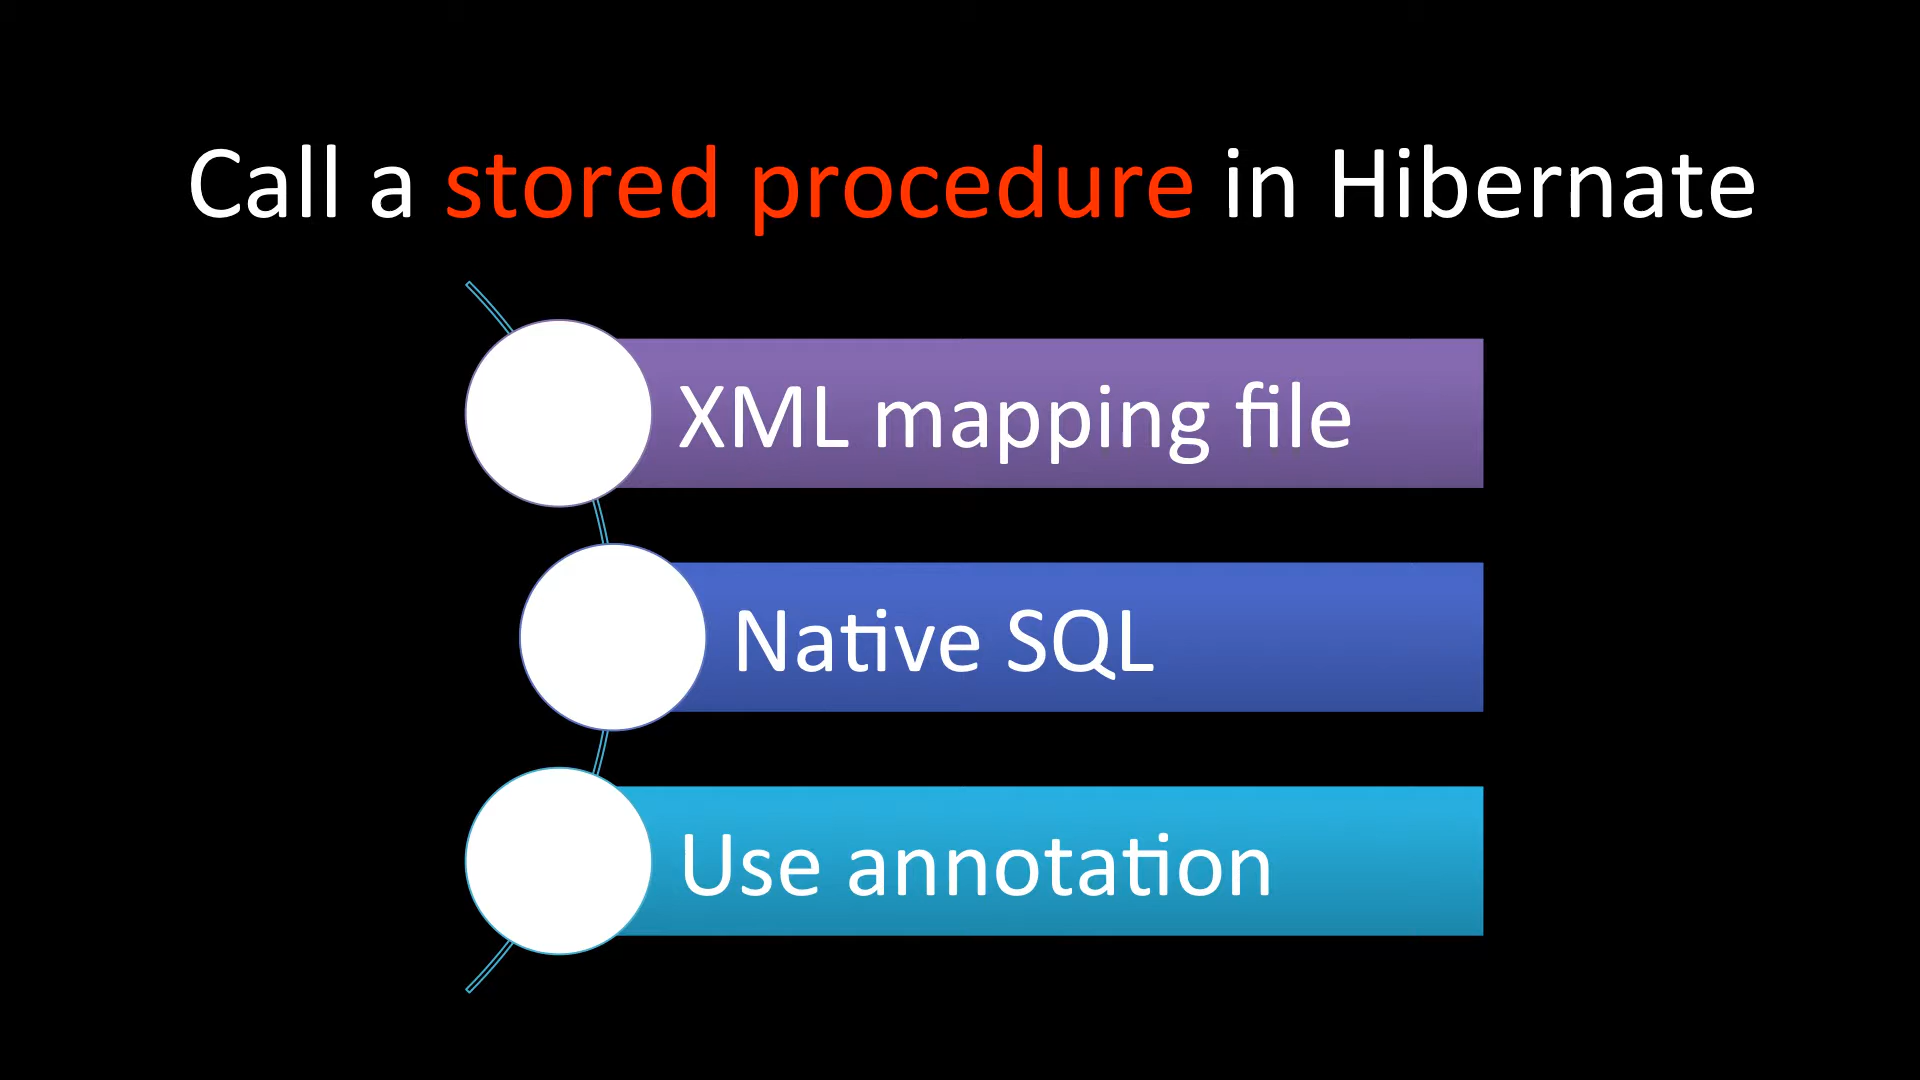 Call a stored procedure in Hibernate
XML mapping file
Native SQL
Use annotation